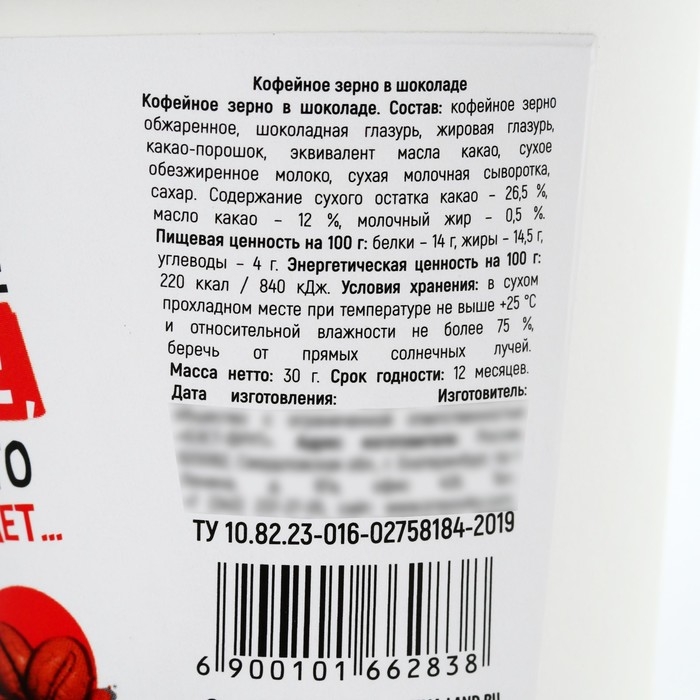 Кофейное зерно в шоколаде
Кофейное зерно в шоколаде. Состав: кофейное зерно
обжаренное, шоколадная глазурь, жировая глазурь,
какао-порошок, эквивалент масла какао, сухое
обезжиренное молоко, сухая молочная сыворотка,
сахар. Содержание сухого остатка какао – 26,5 %,
масло какао – 12 %, молочный жир – 0,5 %.
Пищевая ценность на 100 г: белки – 14 г, жиры – 14,5 г,
углеводы – 4 г. Энергетическая ценность на 100 г:
220 ккал / 840 кДж. Условия хранения: в сухом
прохладном месте при температуре не выше +25 °C
и относительной влажности не более 75 %,
беречь от прямых солнечных лучей.
Масса нетто: 30 г. Срок годности: 12 месяцев.
Дата изготовления: Изготовитель:
ТУ 10.82.23-016-02758184-2019
6 900101 662838